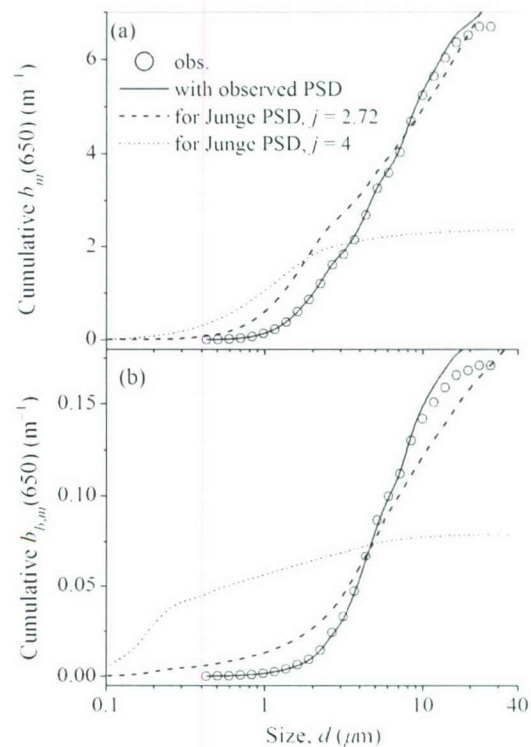 (a)
obs.
with observed PSD
for Junge PSD, j = 2.72
for Junge PSD, j = 4
Cumulative b_m(650) (m⁻¹)
6
4
2
0
(b)
Cumulative b_{b,m}(650) (m⁻¹)
0.15
0.10
0.05
0.00
0.1
1
10
40
Size, d (μm)